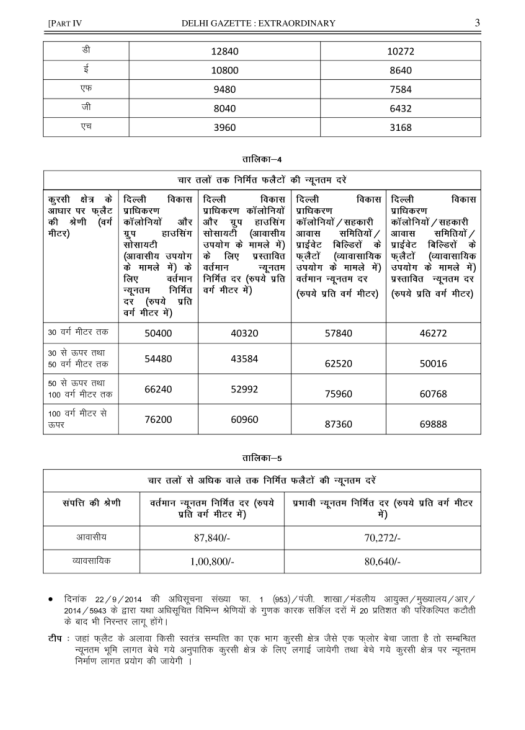 [PART IV DELHI GAZETTE : EXTRAORDINARY 3
डी 12840 10272
ई 10800 8640
एफ 9480 7584
जी 8040 6432
एच 3960 3168
तालिका–4
चार तलों तक निर्मित फलैटों की न्यूनतम दरे
कुरसी क्षेत्र के आधार पर फ्लैट की श्रेणी (वर्ग मीटर)
दिल्ली विकास प्राधिकरण कॉलोनियों और ग्रुप हाउसिंग सोसायटी (आवासीय उपयोग के मामले में) के लिए वर्तमान न्यूनतम निर्मित दर (रुपये प्रति वर्ग मीटर में)
दिल्ली विकास प्राधिकरण कॉलोनियों और ग्रुप हाउसिंग सोसायटी (आवासीय उपयोग के मामले में) के लिए प्रस्तावित वर्तमान न्यूनतम निर्मित दर (रुपये प्रति वर्ग मीटर में)
दिल्ली विकास प्राधिकरण कॉलोनियों/सहकारी आवास समितियों/ प्राईवेट बिल्डिरों के फ्लैटों (व्यावासायिक उपयोग के मामले में) वर्तमान न्यूनतम दर (रुपये प्रति वर्ग मीटर)
दिल्ली विकास प्राधिकरण कॉलोनियों/सहकारी आवास समितियों/ प्राईवेट बिल्डिरों के फ्लैटों (व्यावासायिक उपयोग के मामले में) प्रस्तावित न्यूनतम दर (रुपये प्रति वर्ग मीटर)
30 वर्ग मीटर तक 50400 40320 57840 46272
30 से ऊपर तथा 50 वर्ग मीटर तक 54480 43584 62520 50016
50 से ऊपर तथा 100 वर्ग मीटर तक 66240 52992 75960 60768
100 वर्ग मीटर से ऊपर 76200 60960 87360 69888
तालिका–5
चार तलों से अधिक वाले तक निर्मित फलैटों की न्यूनतम दरें
संपत्ति की श्रेणी
वर्तमान न्यूनतम निर्मित दर (रुपये प्रति वर्ग मीटर में)
प्रभावी न्यूनतम निर्मित दर (रुपये प्रति वर्ग मीटर में)
आवासीय 87,840/- 70,272/-
व्यावसायिक 1,00,800/- 80,640/-
• दिनांक 22/9/2014 की अधिसूचना संख्या फा. 1 (953)/पंजी. शाखा/मंडलीय आयुक्त/मुख्यालय/आर/
2014/5943 के द्वारा यथा अधिसूचित विभिन्न श्रेणियों के गुणक कारक सर्किल दरों में 20 प्रतिशत की परिकल्पित कटौती
के बाद भी निरन्तर लागू होंगे।
टीप : जहां फ्लैट के अलावा किसी स्वतंत्र सम्पत्ति का एक भाग कुरसी क्षेत्र जैसे एक फ्लोर बेचा जाता है तो सम्बन्धित
न्यूनतम भूमि लागत बेचे गये अनुपातिक कुरसी क्षेत्र के लिए लगाई जायेगी तथा बेचे गये कुरसी क्षेत्र पर न्यूनतम
निर्माण लागत प्रयोग की जायेगी ।